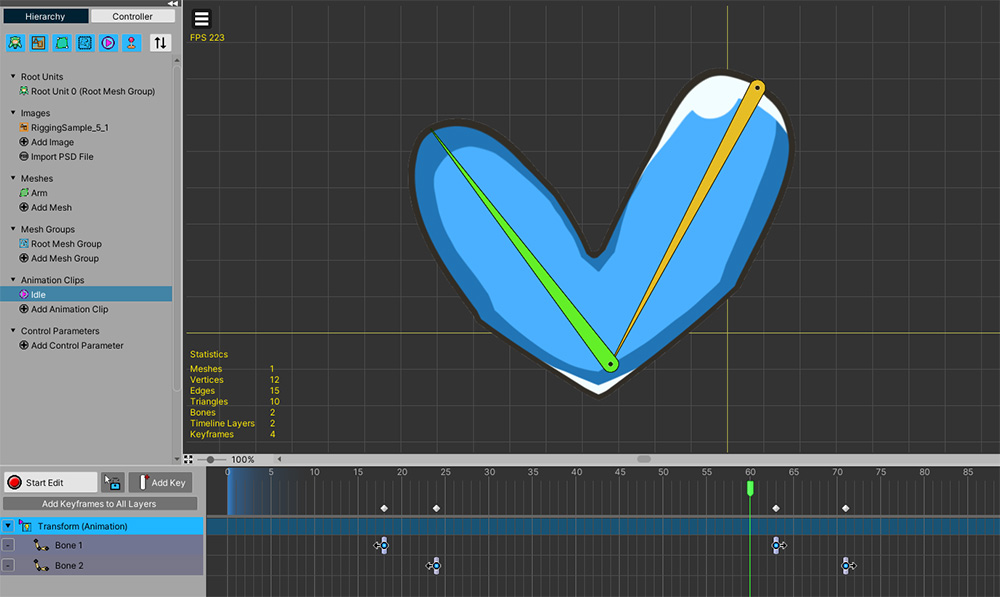 Hierarchy Controller
FPS 223
Root Units
Root Unit 0 (Root Mesh Group)
Images
RiggingSample_5_1
Add Image
Import PSD File
Meshes
Arm
Add Mesh
Mesh Groups
Root Mesh Group
Add Mesh Group
Animation Clips
Idle
Add Animation Clip
Control Parameters
Add Control Parameter
Statistics
Meshes 1
Vertices 12
Edges 15
Triangles 10
Bones 2
Timeline Layers 2
Keyframes 4
100%
Start Edit Add Key
Add Keyframes to All Layers
0 5 10 15 20 25 30 35 40 45 50 55 60 65 70 75 80 85
Transform (Animation)
Bone 1
Bone 2